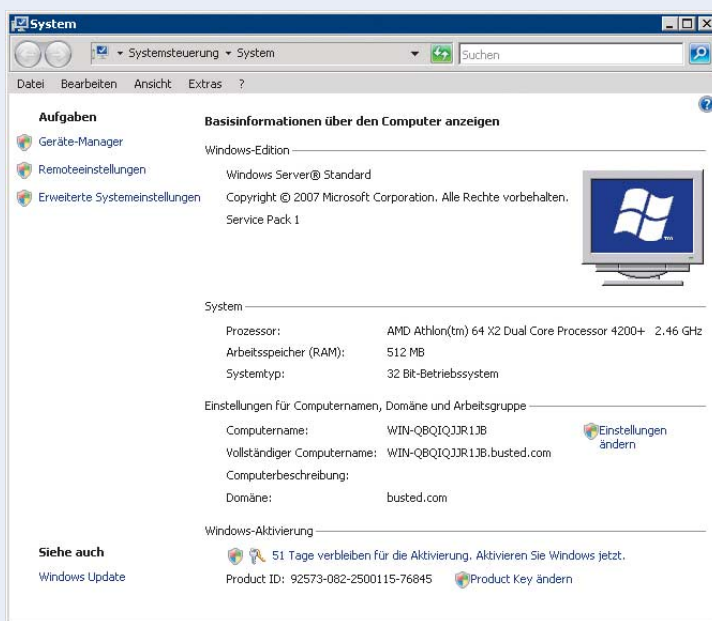 System
Systemsteuerung System
Suchen
Datei Bearbeiten Ansicht Extras ?
Aufgaben
Geräte-Manager
Remoteeinstellungen
Erweiterte Systemeinstellungen
Basisinformationen über den Computer anzeigen
Windows-Edition
Windows Server® Standard
Copyright © 2007 Microsoft Corporation. Alle Rechte vorbehalten.
Service Pack 1
System
Prozessor: AMD Athlon(tm) 64 X2 Dual Core Processor 4200+ 2.46 GHz
Arbeitsspeicher (RAM): 512 MB
Systemtyp: 32 Bit-Betriebssystem
Einstellungen für Computernamen, Domäne und Arbeitsgruppe
Computername: WIN-QBQIQJJR1JB
Einstellungen
ändern
Vollständiger Computername: WIN-QBQIQJJR1JB.busted.com
Computerbeschreibung:
Domäne: busted.com
Windows-Aktivierung
51 Tage verbleiben für die Aktivierung. Aktivieren Sie Windows jetzt.
Product ID: 92573-082-2500115-76845 Product Key ändern
Siehe auch
Windows Update